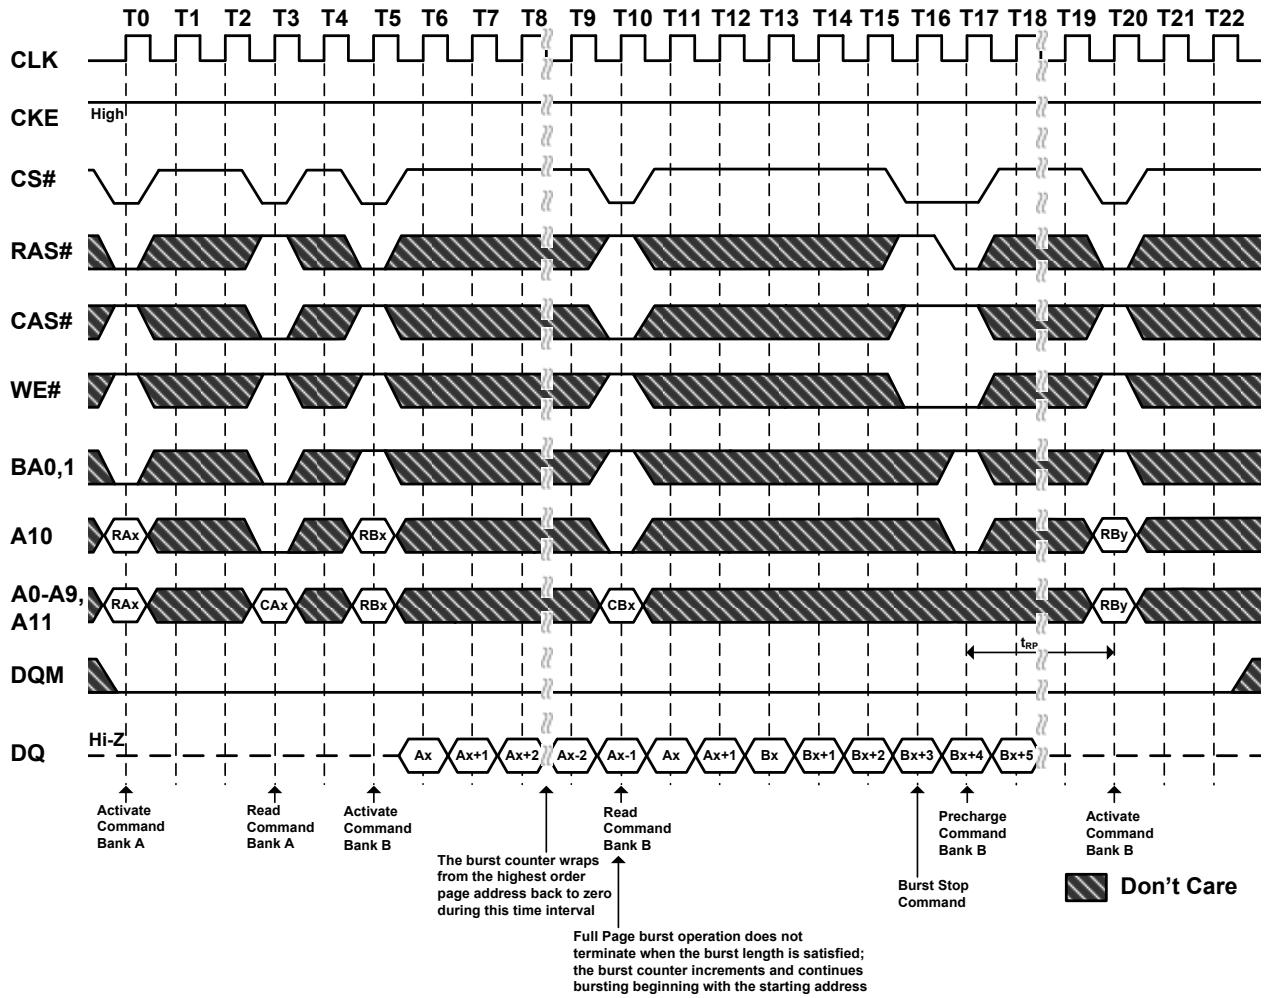 T0 T1 T2 T3 T4 T5 T6 T7 T8 T9 T10 T11 T12 T13 T14 T15 T16 T17 T18 T19 T20 T21 T22
CLK
CKE High
CS#
RAS#
CAS#
WE#
BA0,1
A10 RAx RBx RBy
A0-A9,
A11
RAx CAx RBx CBx RBy
tRP
DQM
DQ Hi-Z Ax Ax+1 Ax+2 Ax-2 Ax-1 Ax Ax+1 Bx Bx+1 Bx+2 Bx+3 Bx+4 Bx+5
Activate
Command
Bank A
Read
Command
Bank A
Activate
Command
Bank B
The burst counter wraps
from the highest order
page address back to zero
during this time interval
Read
Command
Bank B
Full Page burst operation does not
terminate when the burst length is satisfied;
the burst counter increments and continues
bursting beginning with the starting address
Burst Stop
Command
Precharge
Command
Bank B
Activate
Command
Bank B
Don't Care